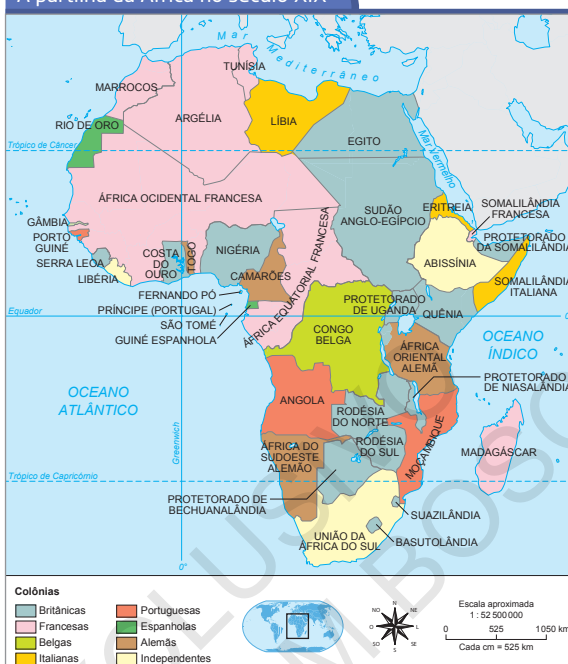 A partilha da África no século XIX
Mar Mediterrâneo
TUNÍSIA
MARROCOS
ARGÉLIA
LÍBIA
EGITO
RIO DE ORO
Trópico de Câncer
Mar Vermelho
ÁFRICA OCIDENTAL FRANCESA
SUDÃO
ANGLO-EGÍPCIO
ERITREIA
SOMALILÂNDIA
FRANCESA
GÂMBIA
PORTO
GUINÉ
SERRA LEOA
LIBÉRIA
COSTA
DO
OURO
TOGO
NIGÉRIA
CAMARÕES
ÁFRICA EQUATORIAL FRANCESA
ABISSÍNIA
PROTETORADO
DA SOMALILÂNDIA
SOMALILÂNDIA
ITALIANA
FERNANDO PÓ
PRÍNCIPE (PORTUGAL)
SÃO TOMÉ
GUINÉ ESPANHOLA
Equador
0°
PROTETORADO
DE UGANDA
QUÊNIA
CONGO
BELGA
ÁFRICA
ORIENTAL
ALEMÃ
OCEANO
ÍNDICO
PROTETORADO
DE NIASALÂNDIA
OCEANO
ATLÂNTICO
Greenwich
ANGOLA
RODÉSIA
DO NORTE
RODÉSIA
DO SUL
MOÇAMBIQUE
MADAGÁSCAR
ÁFRICA DO
SUDOESTE
ALEMÃO
Trópico de Capricórnio
PROTETORADO DE
BECHUANALÂNDIA
SUAZILÂNDIA
BASUTOLÂNDIA
UNIÃO DA
ÁFRICA DO SUL
0°
Colônias
Britânicas
Francesas
Belgas
Italianas
Portuguesas
Espanholas
Alemãs
Independentes
N
NE
L
SE
S
SO
O
NO
Escala aproximada
1 : 52 500 000
0 525 1 050 km
Cada cm = 525 km